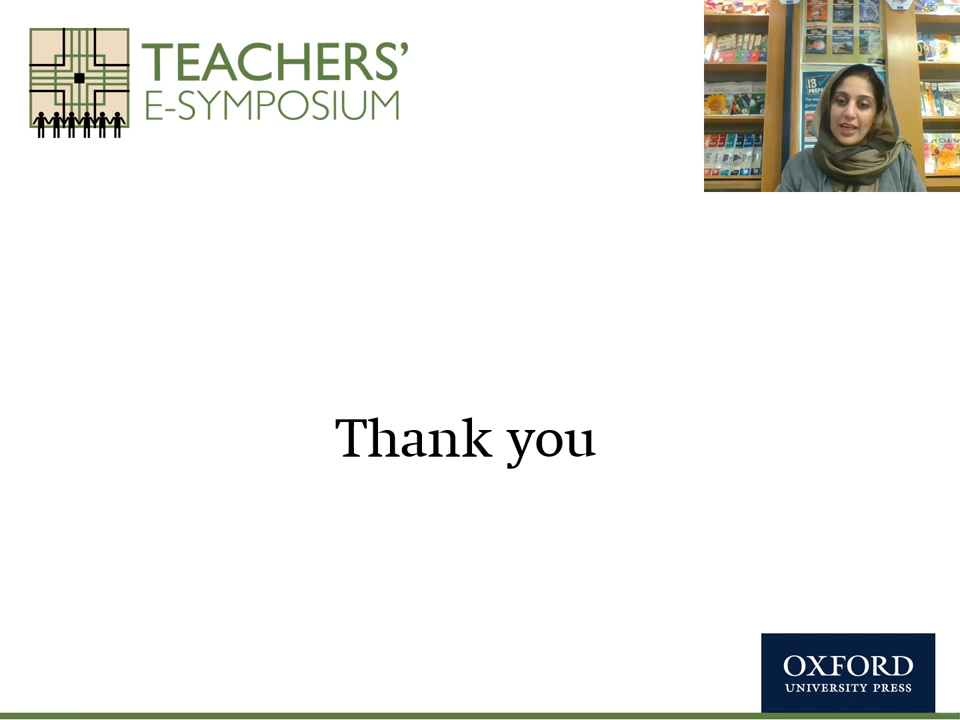 TEACHERS'
E-SYMPOSIUM
Thank you
OXFORD
UNIVERSITY PRESS